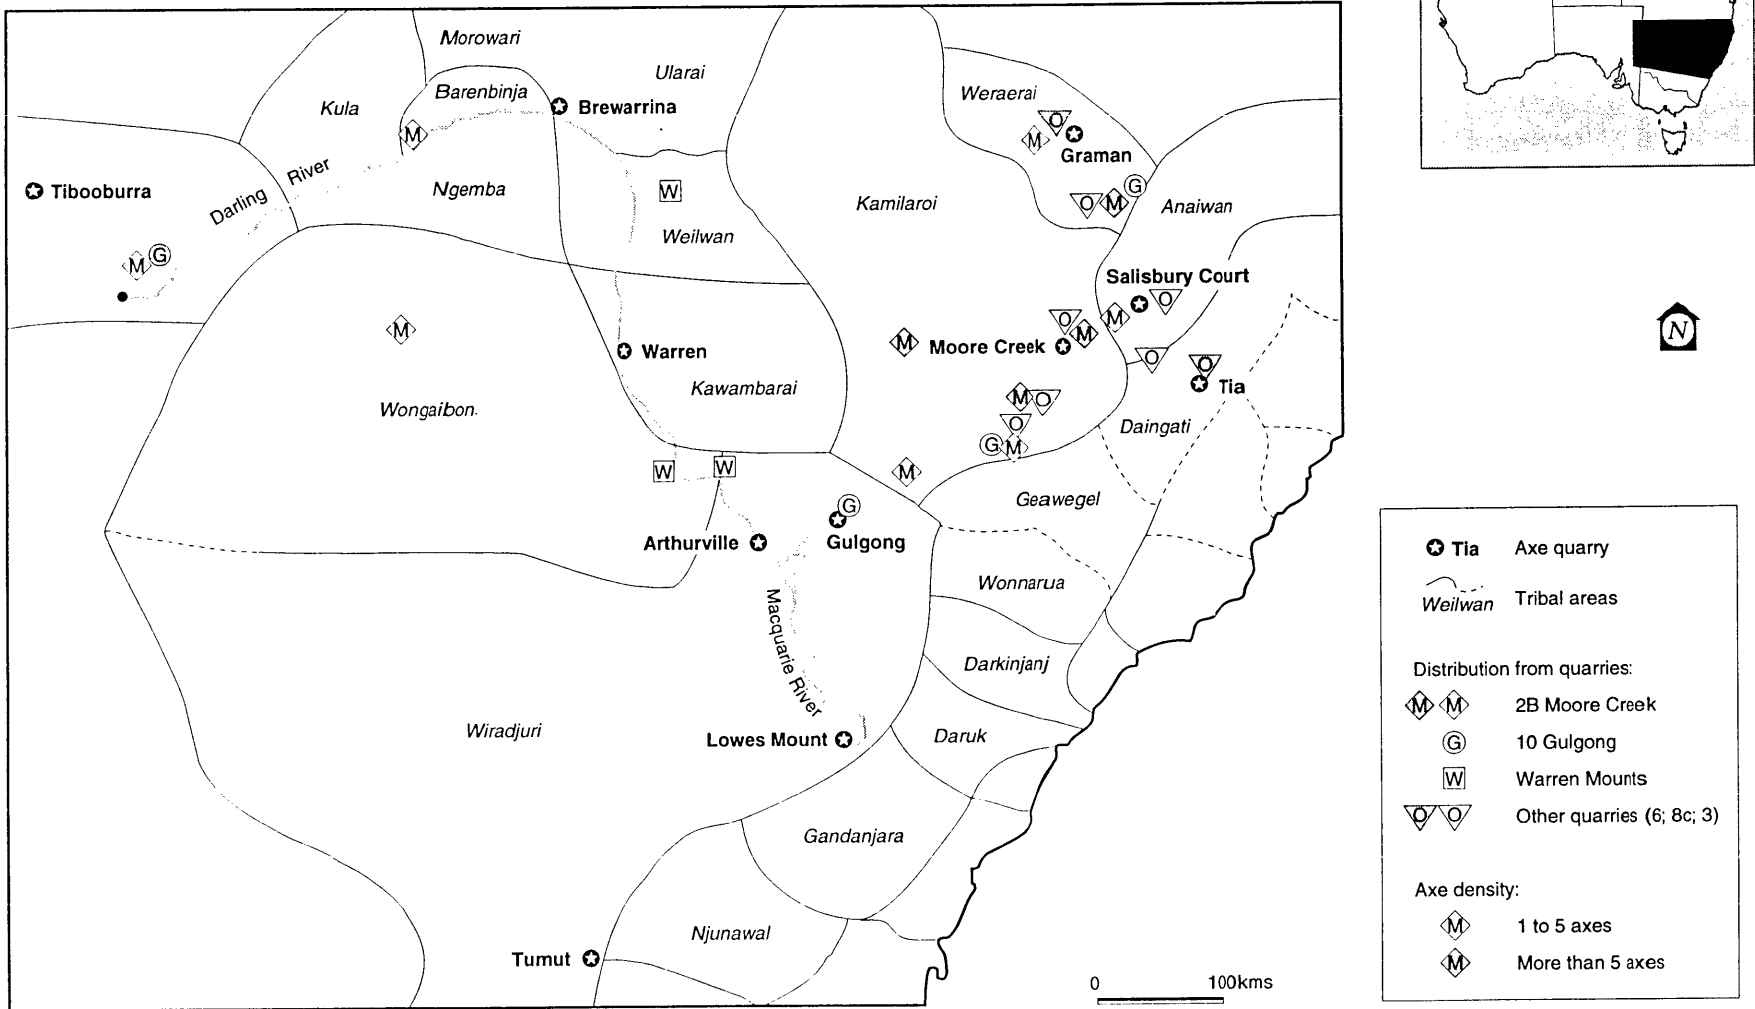 Morowari
Ularai
Barenbinja
Kula
Brewarrina
M
Weraerai
O
M
Graman
Tibooburra
Darling River
Ngemba
W
Weilwan
Kamilaroi
O M G
Anaiwan
M G
Salisbury Court
O
M
Wongaibon
Warren
Kawambarai
M
Moore Creek
O M M
O
O
Tia
M O
O
G M
M
Daingati
Geawegel
W W
G
Arthurville
Gulgong
Wonnarua
Macquarie River
Darkinjanj
Wiradjuri
Lowes Mount
Daruk
Gandanjara
Njunawal
Tumut
0 100kms
N
Tia Axe quarry
Weilwan Tribal areas
Distribution from quarries:
M M 2B Moore Creek
G 10 Gulgong
W Warren Mounts
O O Other quarries (6; 8c; 3)
Axe density:
M 1 to 5 axes
M More than 5 axes